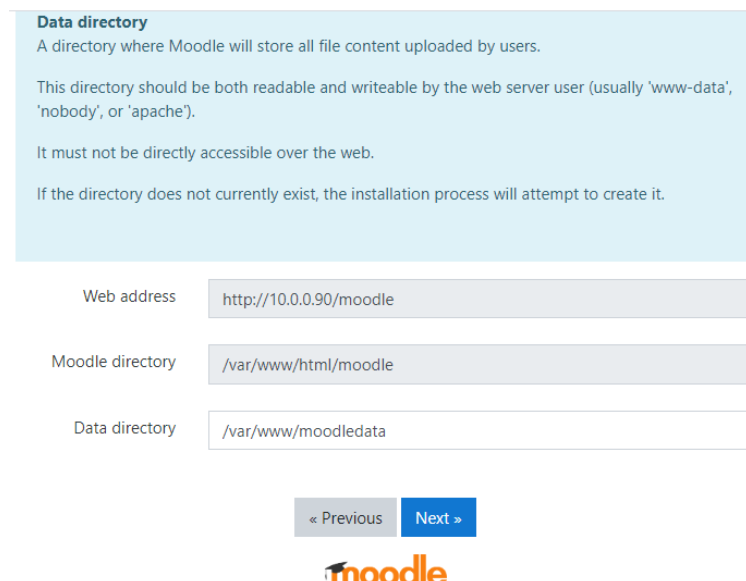 Data directory
A directory where Moodle will store all file content uploaded by users.
This directory should be both readable and writeable by the web server user (usually 'www-data',
'nobody', or 'apache').
It must not be directly accessible over the web.
If the directory does not currently exist, the installation process will attempt to create it.
Web address http://10.0.0.90/moodle
Moodle directory /var/www/html/moodle
Data directory /var/www/moodledata
« Previous Next »
moodle